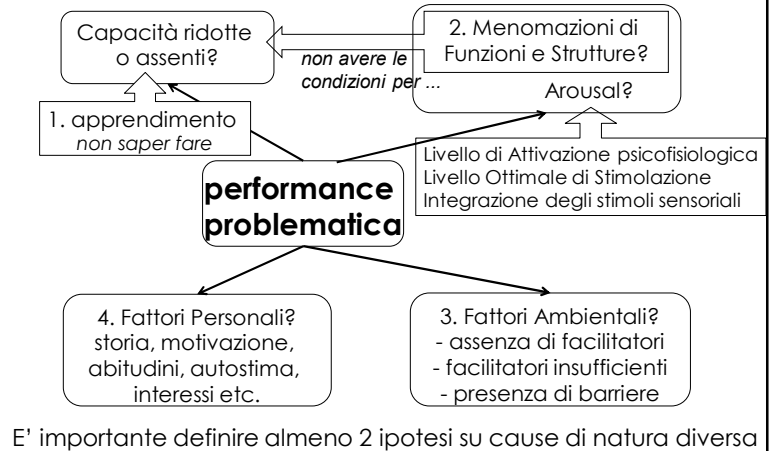 Capacità ridotte
o assenti?
non avere le
condizioni per ...
2. Menomazioni di
Funzioni e Strutture?
Arousal?
1. apprendimento
non saper fare
Livello di Attivazione psicofisiologica
Livello Ottimale di Stimolazione
Integrazione degli stimoli sensoriali
performance
problematica
4. Fattori Personali?
storia, motivazione,
abitudini, autostima,
interessi etc.
3. Fattori Ambientali?
- assenza di facilitatori
- facilitatori insufficienti
- presenza di barriere
E' importante definire almeno 2 ipotesi su cause di natura diversa